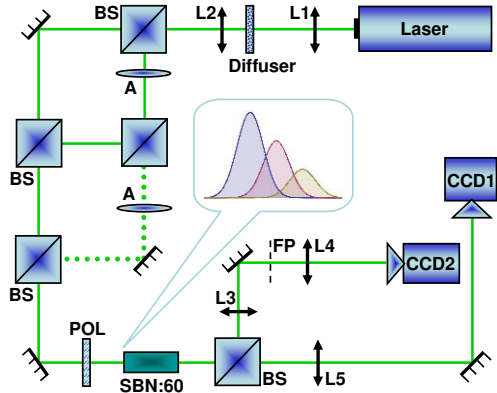 BS
L2
L1
Laser
Diffuser
A
BS
A
CCD1
BS
FP
L4
CCD2
L3
POL
SBN:60
BS
L5